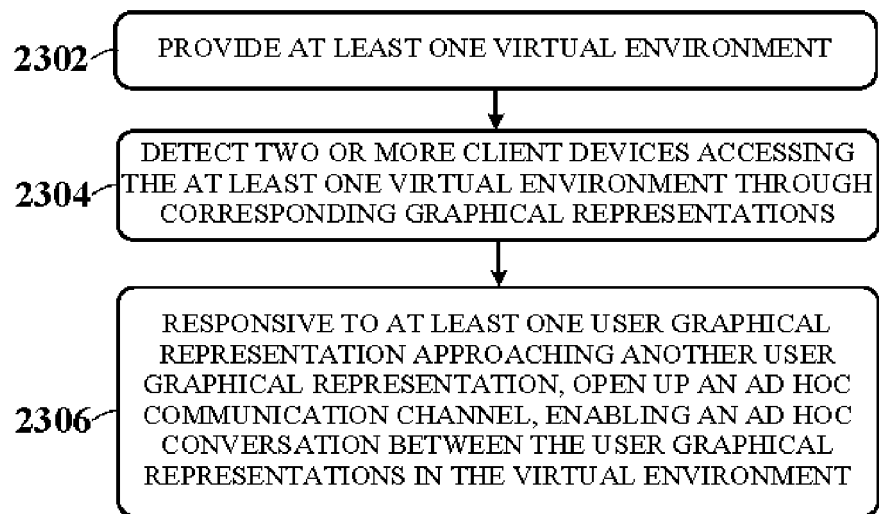 2302
PROVIDE AT LEAST ONE VIRTUAL ENVIRONMENT
2304
DETECT TWO OR MORE CLIENT DEVICES ACCESSING
THE AT LEAST ONE VIRTUAL ENVIRONMENT THROUGH
CORRESPONDING GRAPHICAL REPRESENTATIONS
2306
RESPONSIVE TO AT LEAST ONE USER GRAPHICAL
REPRESENTATION APPROACHING ANOTHER USER
GRAPHICAL REPRESENTATION, OPEN UP AN AD HOC
COMMUNICATION CHANNEL, ENABLING AN AD HOC
CONVERSATION BETWEEN THE USER GRAPHICAL
REPRESENTATIONS IN THE VIRTUAL ENVIRONMENT